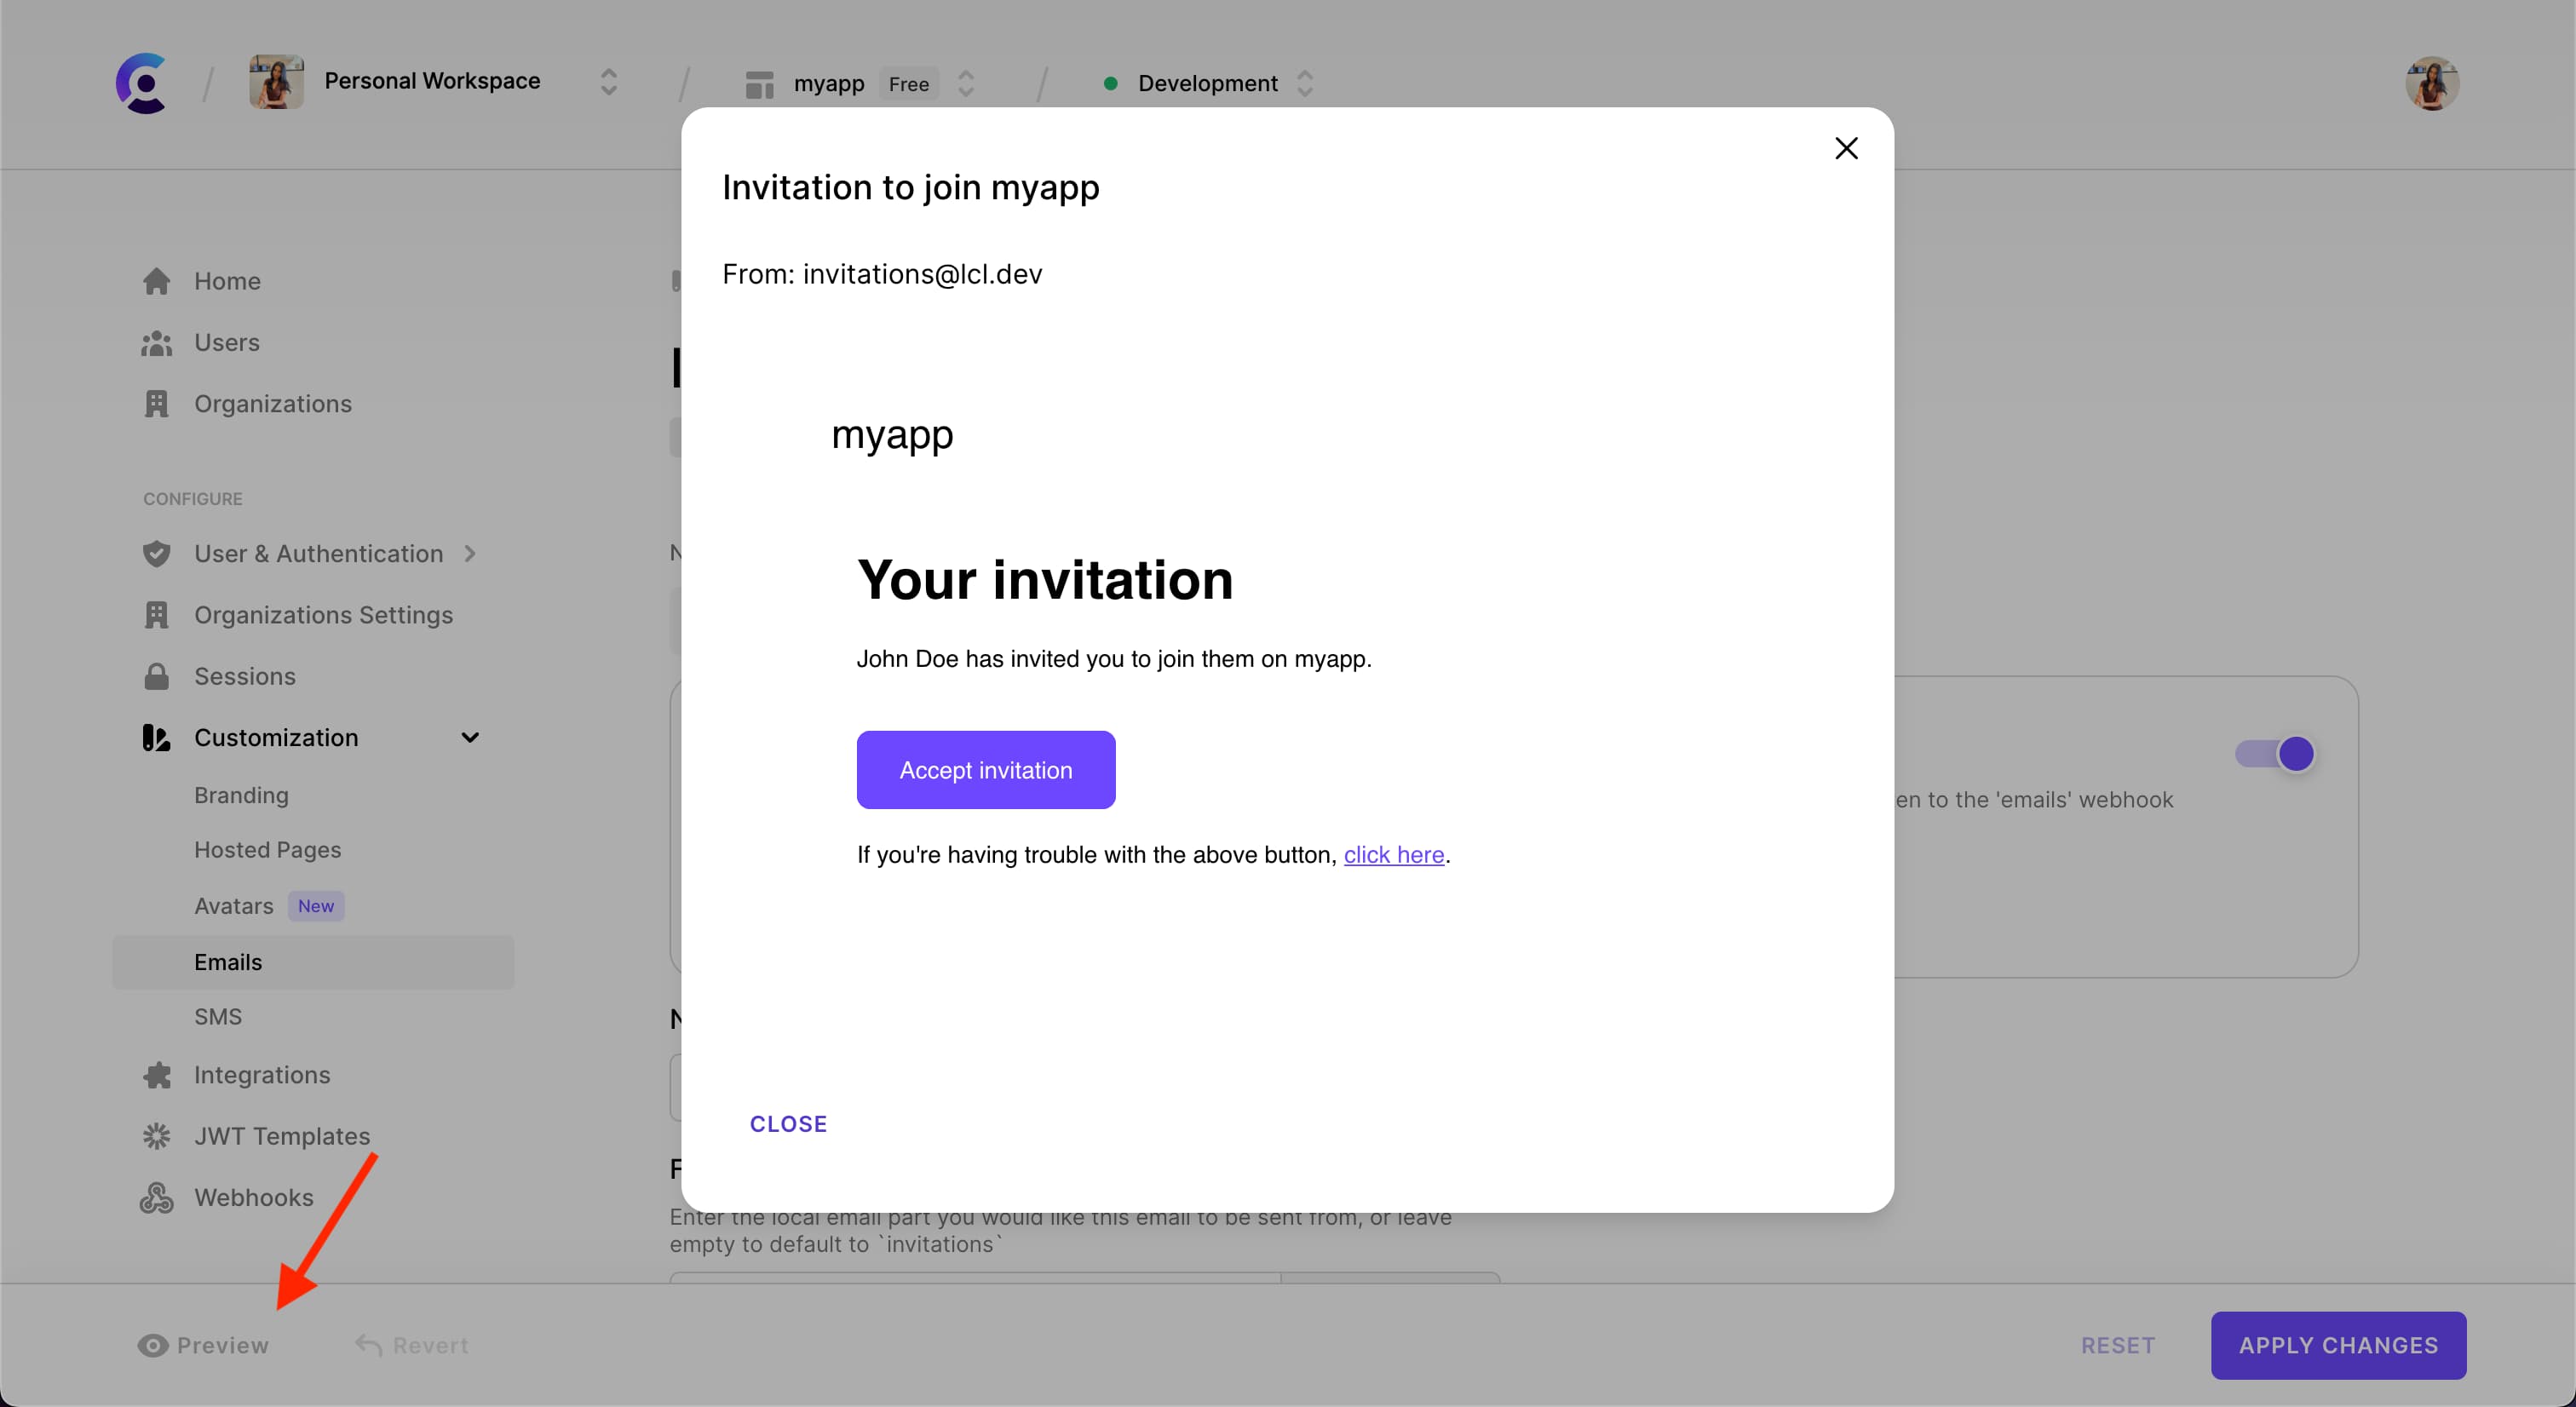 Personal Workspace
myapp Free
Development
Home
Users
Organizations
CONFIGURE
User & Authentication
Organizations Settings
Sessions
Customization
Branding
Hosted Pages
Avatars New
Emails
SMS
Integrations
JWT Templates
Webhooks
Invitation to join myapp
From: invitations@lcl.dev
myapp
Your invitation
John Doe has invited you to join them on myapp.
Accept invitation
If you're having trouble with the above button, click here.
CLOSE
en to the 'emails' webhook
Enter the local email part you would like this email to be sent from, or leave
empty to default to `invitations`
Preview
Revert
RESET
APPLY CHANGES